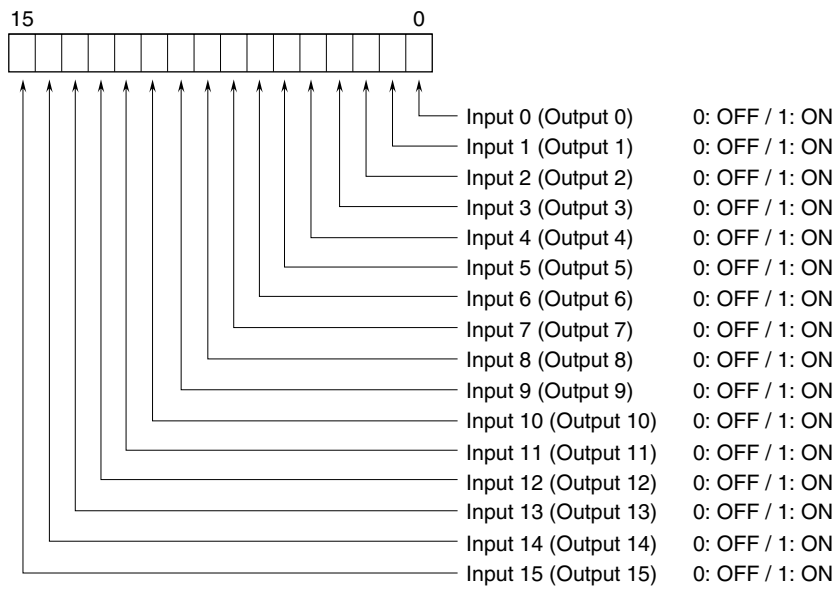 15 0
Input 0 (Output 0) 0: OFF / 1: ON
Input 1 (Output 1) 0: OFF / 1: ON
Input 2 (Output 2) 0: OFF / 1: ON
Input 3 (Output 3) 0: OFF / 1: ON
Input 4 (Output 4) 0: OFF / 1: ON
Input 5 (Output 5) 0: OFF / 1: ON
Input 6 (Output 6) 0: OFF / 1: ON
Input 7 (Output 7) 0: OFF / 1: ON
Input 8 (Output 8) 0: OFF / 1: ON
Input 9 (Output 9) 0: OFF / 1: ON
Input 10 (Output 10) 0: OFF / 1: ON
Input 11 (Output 11) 0: OFF / 1: ON
Input 12 (Output 12) 0: OFF / 1: ON
Input 13 (Output 13) 0: OFF / 1: ON
Input 14 (Output 14) 0: OFF / 1: ON
Input 15 (Output 15) 0: OFF / 1: ON